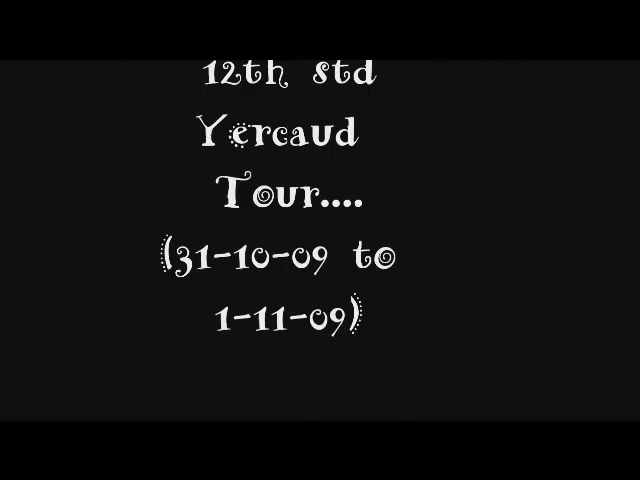 12th std
Yercaud
Tour....
(31-10-09 to
1-11-09)